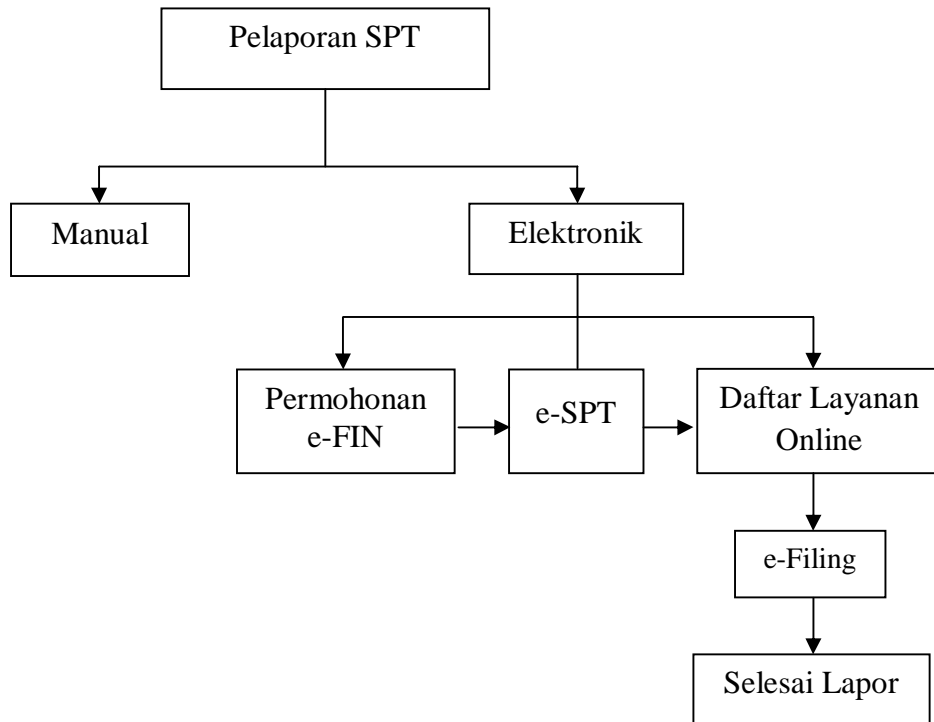 Pelaporan SPT
Manual
Elektronik
Permohonan
e-FIN
e-SPT
Daftar Layanan
Online
e-Filing
Selesai Lapor